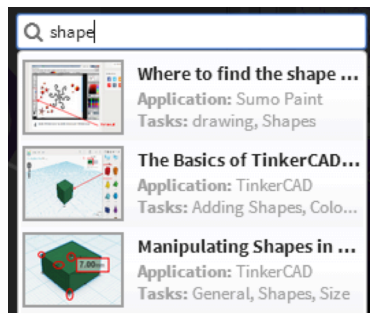 shape
Where to find the shape ...
Application: Sumo Paint
Tasks: drawing, Shapes
The Basics of TinkerCAD...
Application: TinkerCAD
Tasks: Adding Shapes, Colo...
7.00
Manipulating Shapes in ...
Application: TinkerCAD
Tasks: General, Shapes, Size